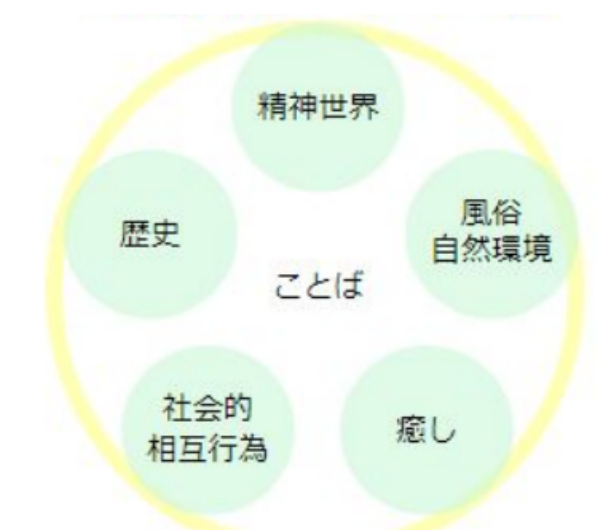 精神世界
歴史
風俗
自然環境
ことば
社会的
相互行為
癒し